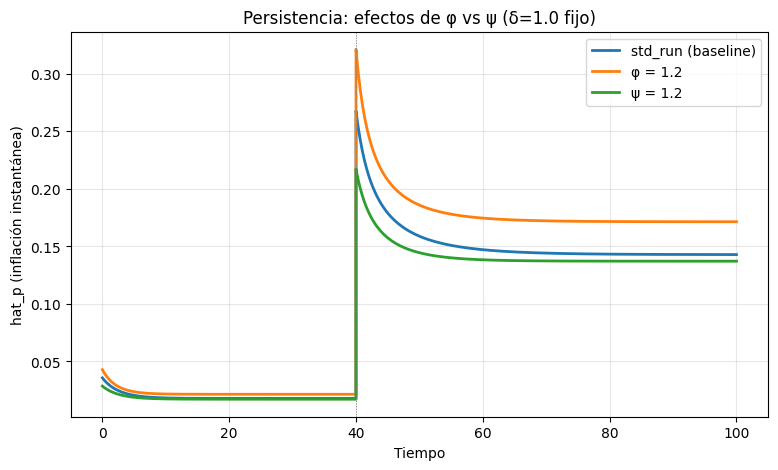 Persistencia: efectos de φ vs ψ (δ=1.0 fijo)
hat_p (inflación instantánea)
0.30
0.25
0.20
0.15
0.10
0.05
std_run (baseline)
φ = 1.2
ψ = 1.2
0
20
40
60
80
100
Tiempo